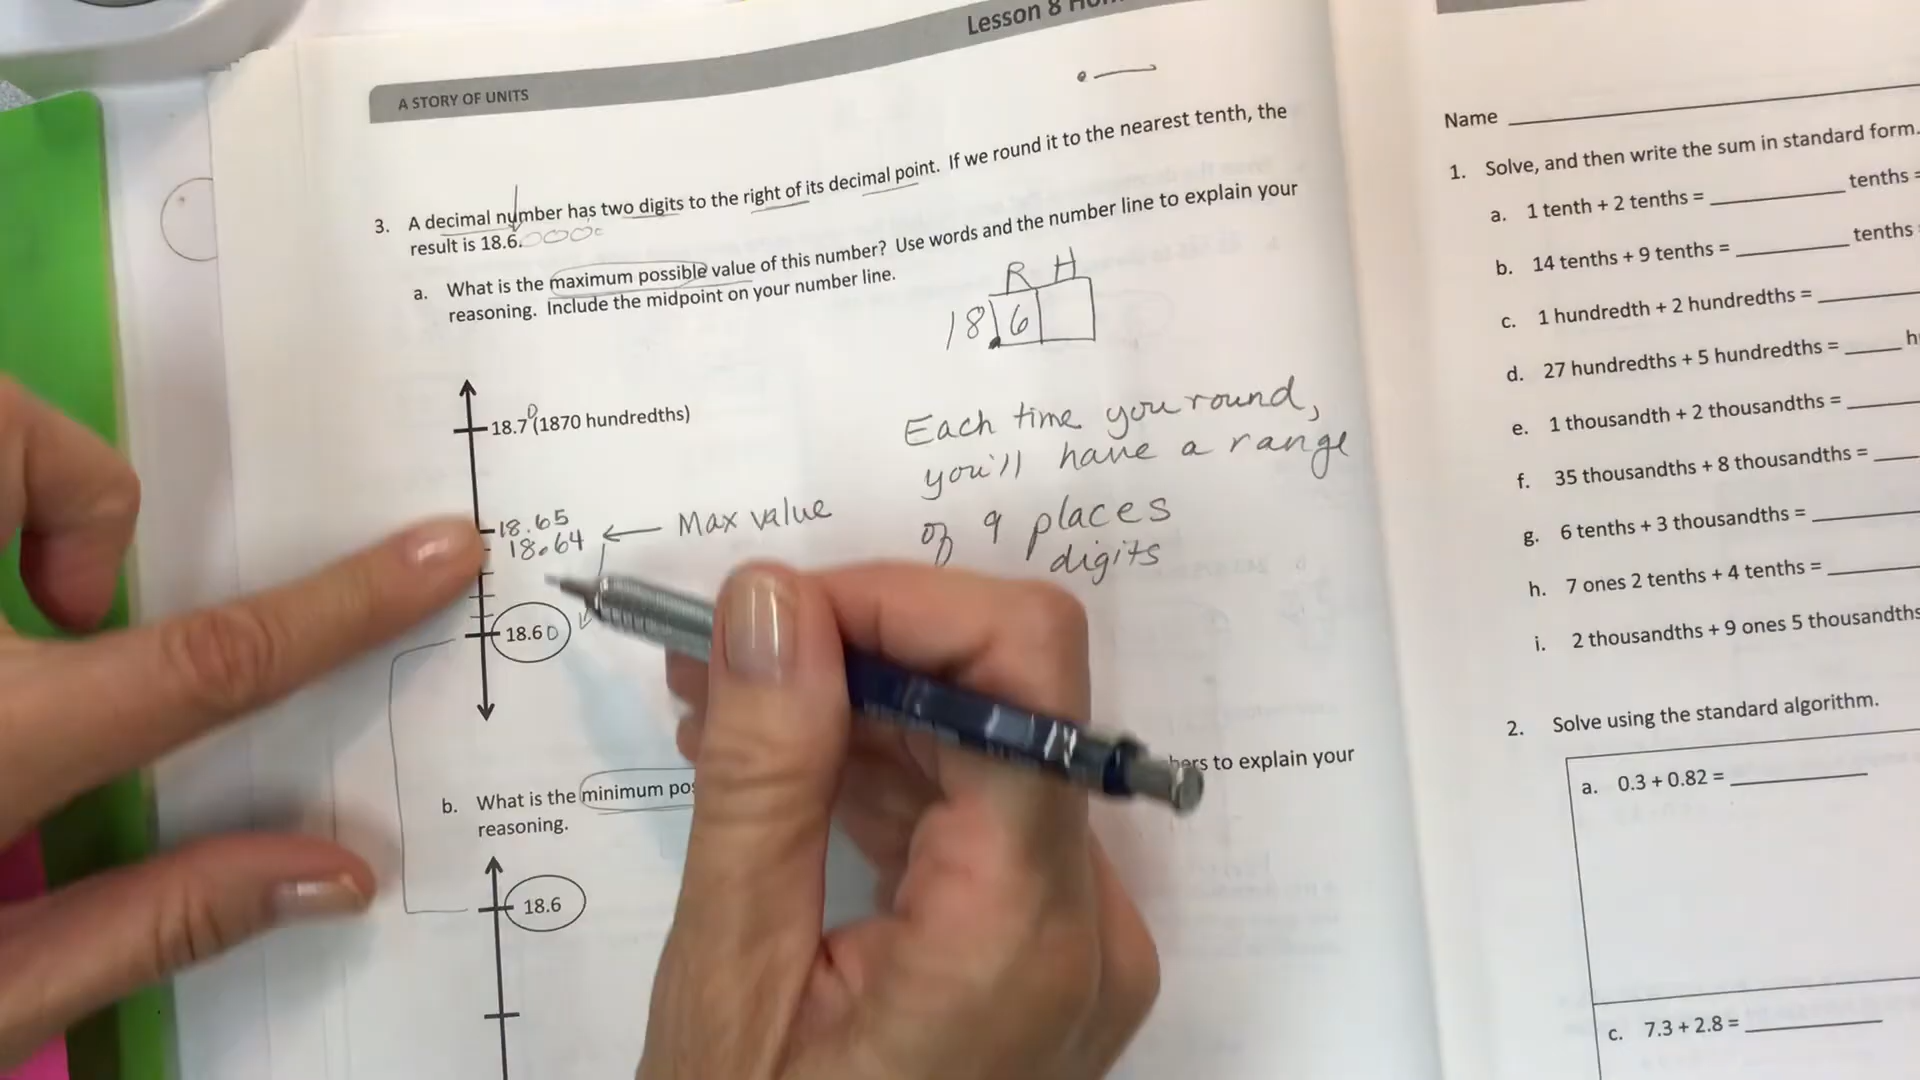 Lesson 8
A STORY OF UNITS
3. A decimal number has two digits to the right of its decimal point. If we round it to the nearest tenth, the
result is 18.6.
a. What is the maximum possible value of this number? Use words and the number line to explain your
reasoning. Include the midpoint on your number line.
R H
18.6
18.70 (1870 hundredths)
18.65
18.64 ← Max value
18.60
Each time you round,
you'll have a range
of 9 places
digits
b. What is the minimum
to explain your
reasoning.
18.6
Name
1. Solve, and then write the sum in standard form.
a. 1 tenth + 2 tenths = __________ tenths =
b. 14 tenths + 9 tenths = __________ tenths
c. 1 hundredth + 2 hundredths =
d. 27 hundredths + 5 hundredths = _____ h
e. 1 thousandth + 2 thousandths =
f. 35 thousandths + 8 thousandths =
g. 6 tenths + 3 thousandths =
h. 7 ones 2 tenths + 4 tenths =
i. 2 thousandths + 9 ones 5 thousandths
2. Solve using the standard algorithm.
a. 0.3 + 0.82 = __________
c. 7.3 + 2.8 = __________